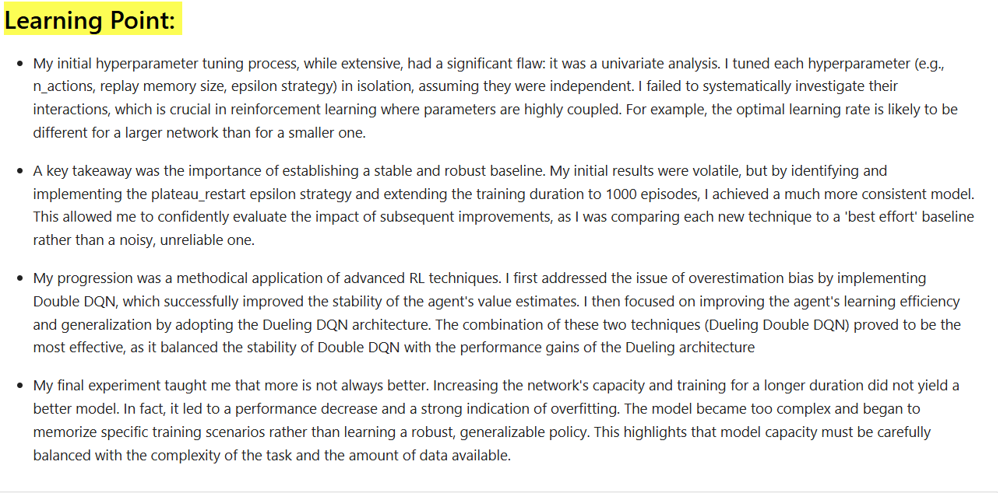 Learning Point:
• My initial hyperparameter tuning process, while extensive, had a significant flaw: it was a univariate analysis. I tuned each hyperparameter (e.g.,
n_actions, replay memory size, epsilon strategy) in isolation, assuming they were independent. I failed to systematically investigate their
interactions, which is crucial in reinforcement learning where parameters are highly coupled. For example, the optimal learning rate is likely to be
different for a larger network than for a smaller one.
• A key takeaway was the importance of establishing a stable and robust baseline. My initial results were volatile, but by identifying and
implementing the plateau_restart epsilon strategy and extending the training duration to 1000 episodes, I achieved a much more consistent model.
This allowed me to confidently evaluate the impact of subsequent improvements, as I was comparing each new technique to a 'best effort' baseline
rather than a noisy, unreliable one.
• My progression was a methodical application of advanced RL techniques. I first addressed the issue of overestimation bias by implementing
Double DQN, which successfully improved the stability of the agent's value estimates. I then focused on improving the agent's learning efficiency
and generalization by adopting the Dueling DQN architecture. The combination of these two techniques (Dueling Double DQN) proved to be the
most effective, as it balanced the stability of Double DQN with the performance gains of the Dueling architecture
• My final experiment taught me that more is not always better. Increasing the network's capacity and training for a longer duration did not yield a
better model. In fact, it led to a performance decrease and a strong indication of overfitting. The model became too complex and began to
memorize specific training scenarios rather than learning a robust, generalizable policy. This highlights that model capacity must be carefully
balanced with the complexity of the task and the amount of data available.